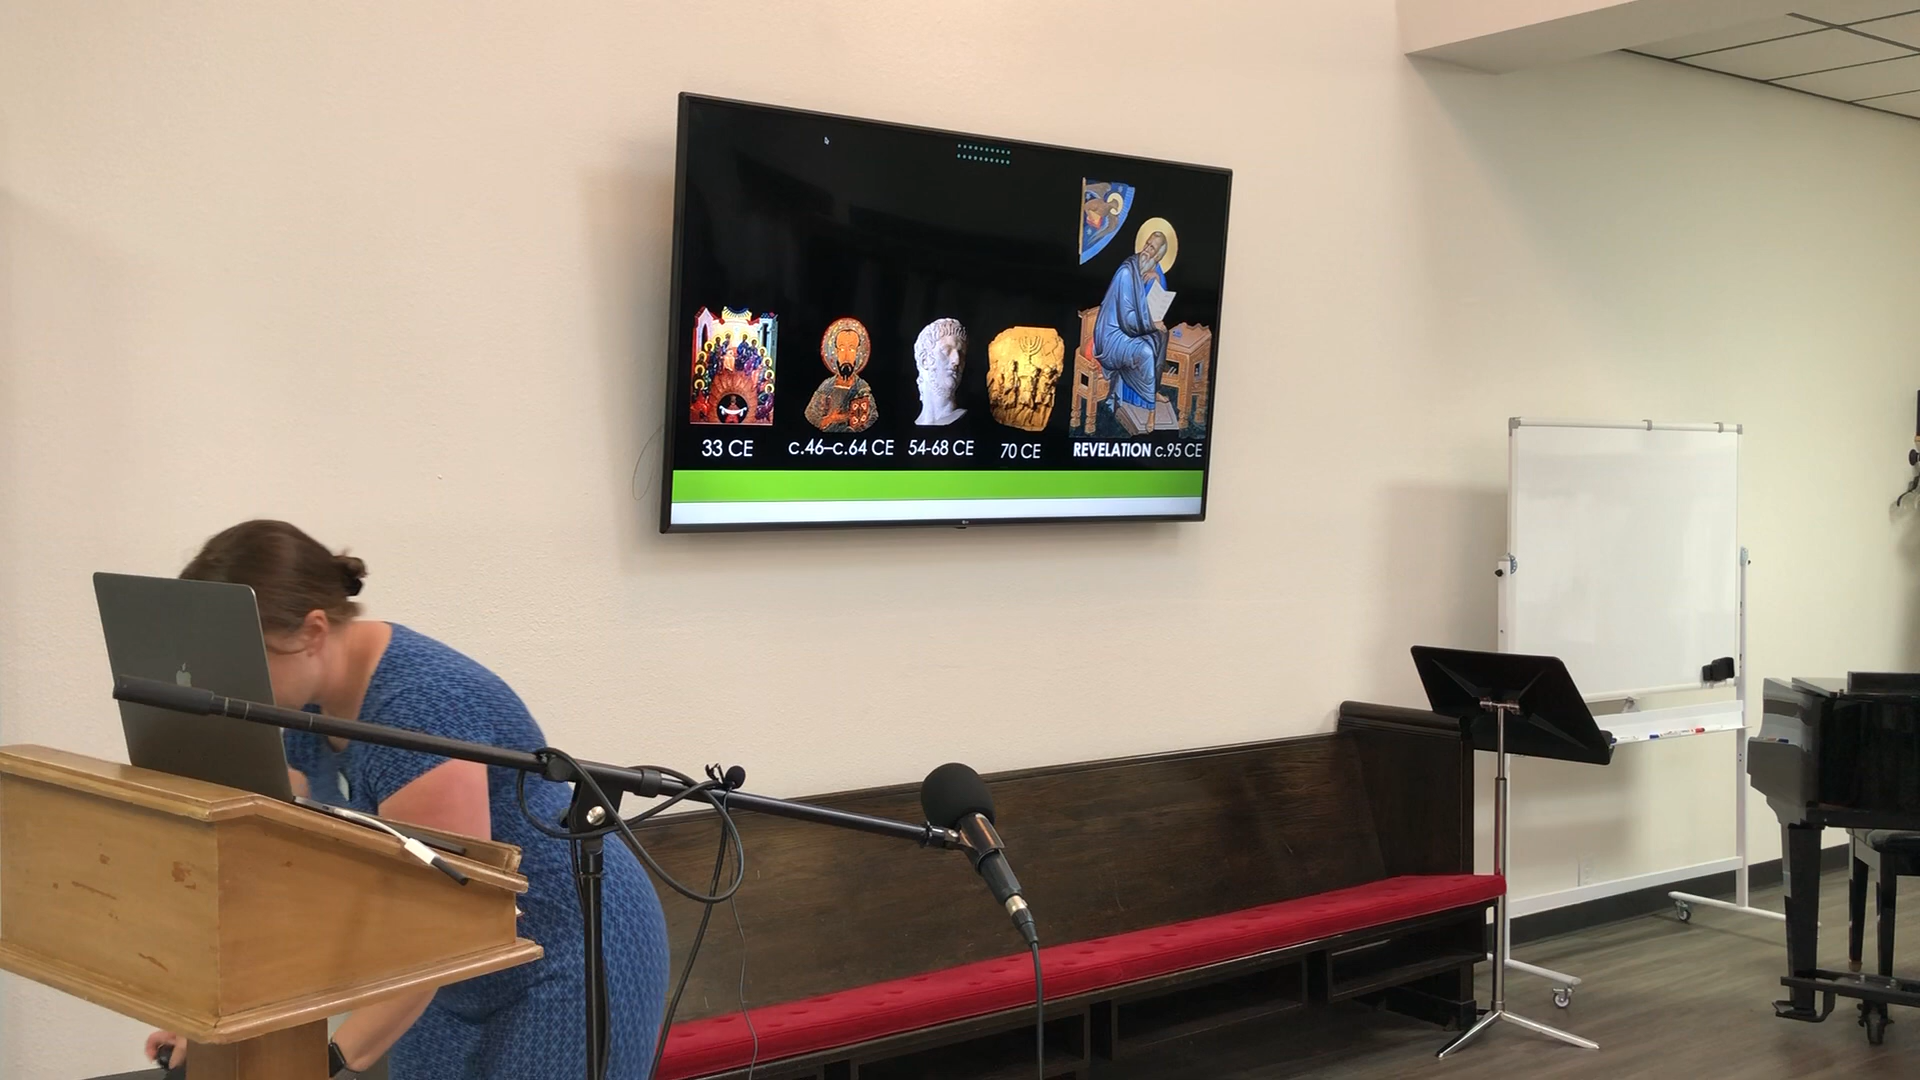 33 CE
c.46–c.64 CE
54-68 CE
70 CE
REVELATION c.95 CE